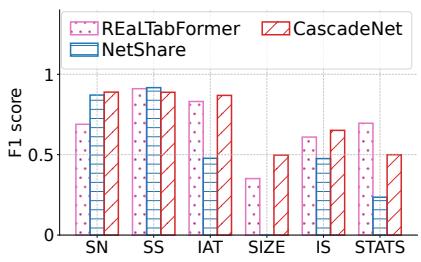 REaLTabFormer CascadeNet
NetShare
1
0.5
0
F1 score
SN SS IAT SIZE IS STATS